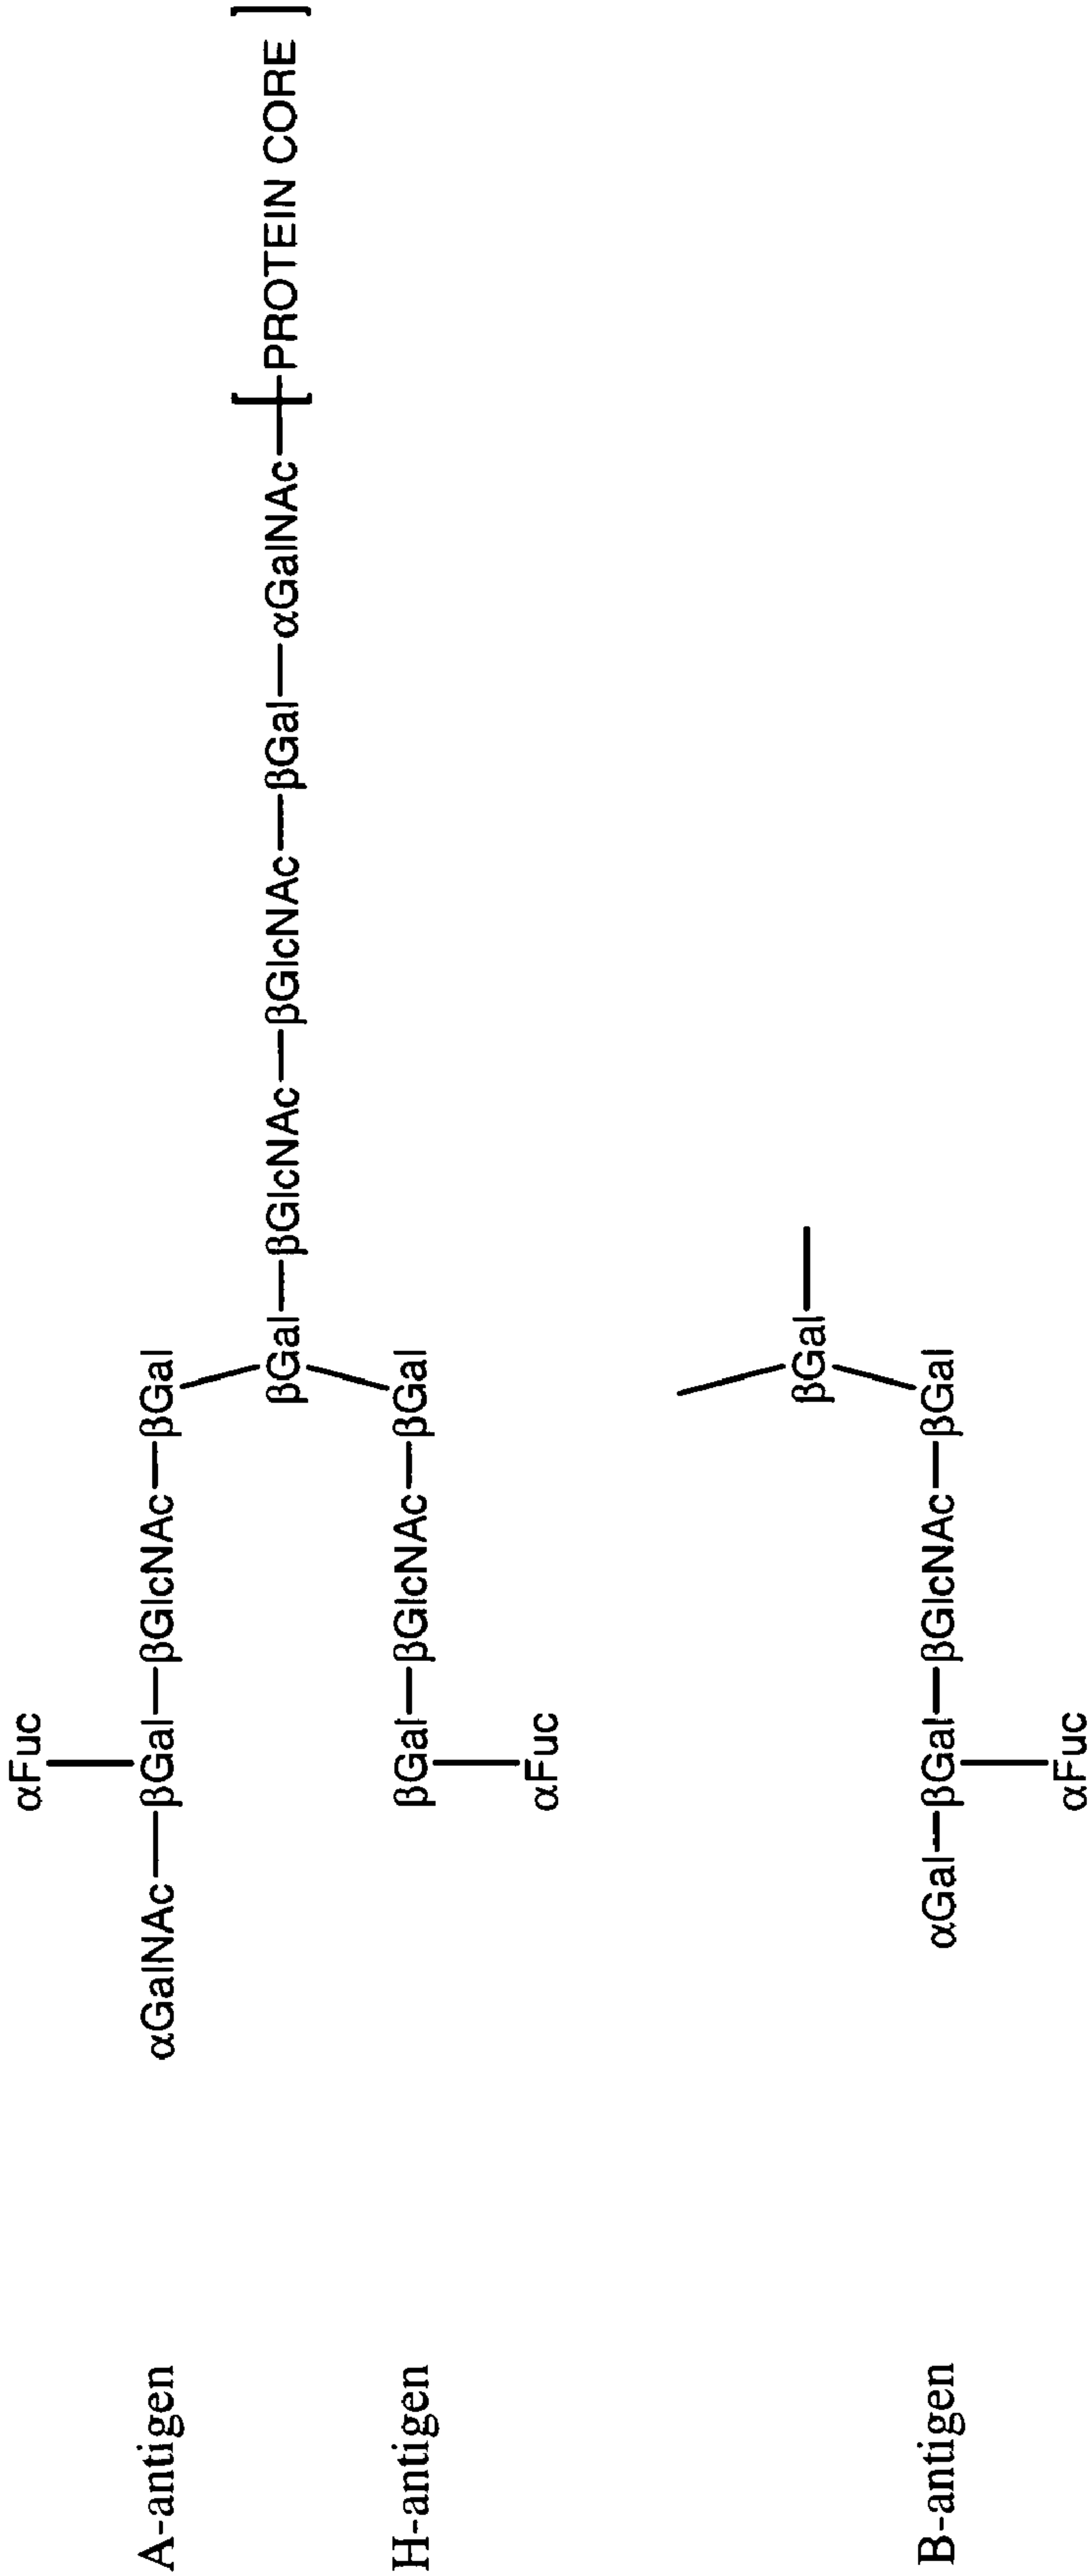 αFuc
A-antigen αGalNAc—βGal—βGlcNAc—βGal
βGal—βGlcNAc—βGlcNAc—βGal—αGalNAc—[PROTEIN CORE]
H-antigen βGal—βGlcNAc—βGal
αFuc
βGal—
B-antigen αGal—βGal—βGlcNAc—βGal
αFuc